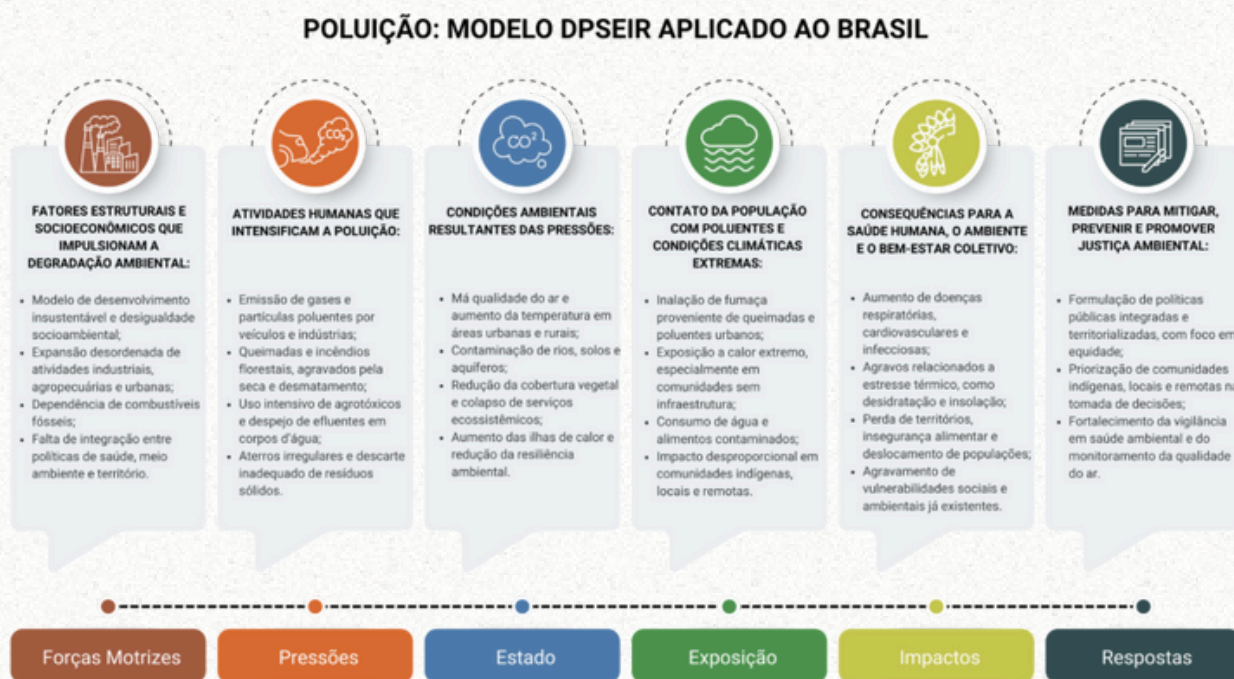 POLUIÇÃO: MODELO DPSEIR APLICADO AO BRASIL
CO₂
CO²
FATORES ESTRUTURAIS E
SOCIOECONÔMICOS QUE
IMPULSIONAM A
DEGRADAÇÃO AMBIENTAL:
• Modelo de desenvolvimento
insustentável e desigualdade
socioambiental;
• Expansão desordenada de
atividades industriais,
agropecuárias e urbanas;
• Dependência de combustíveis
fósseis;
• Falta de integração entre
políticas de saúde, meio
ambiente e território.
ATIVIDADES HUMANAS QUE
INTENSIFICAM A POLUIÇÃO:
• Emissão de gases e
partículas poluentes por
veículos e indústrias;
• Queimadas e incêndios
florestais, agravados pela
seca e desmatamento;
• Uso intensivo de agrotóxicos
e despejo de efluentes em
corpos d'água;
• Aterros irregulares e descarte
inadequado de resíduos
sólidos.
CONDIÇÕES AMBIENTAIS
RESULTANTES DAS PRESSÕES:
• Má qualidade do ar e
aumento da temperatura em
áreas urbanas e rurais;
• Contaminação de rios, solos e
aquíferos;
• Redução da cobertura vegetal
e colapso de serviços
ecossistêmicos;
• Aumento das ilhas de calor e
redução da resiliência
ambiental.
CONTATO DA POPULAÇÃO
COM POLUENTES E
CONDIÇÕES CLIMÁTICAS
EXTREMAS:
• Inalação de fumaça
proveniente de queimadas e
poluentes urbanos;
• Exposição a calor extremo,
especialmente em
comunidades sem
infraestrutura;
• Consumo de água e
alimentos contaminados;
• Impacto desproporcional em
comunidades indígenas,
locais e remotas.
CONSEQUÊNCIAS PARA A
SAÚDE HUMANA, O AMBIENTE
E O BEM-ESTAR COLETIVO:
• Aumento de doenças
respiratórias,
cardiovasculares e
infecciosas;
• Agravos relacionados a
estresse térmico, como
desidratação e insolação;
• Perda de territórios,
insegurança alimentar e
deslocamento de populações;
• Agravamento de
vulnerabilidades sociais e
ambientais já existentes.
MEDIDAS PARA MITIGAR,
PREVENIR E PROMOVER
JUSTIÇA AMBIENTAL:
• Formulação de políticas
públicas integradas e
territorializadas, com foco em
equidade;
• Priorização de comunidades
indígenas, locais e remotas na
tomada de decisões;
• Fortalecimento da vigilância
em saúde ambiental e do
monitoramento da qualidade
do ar.
Forças Motrizes
Pressões
Estado
Exposição
Impactos
Respostas